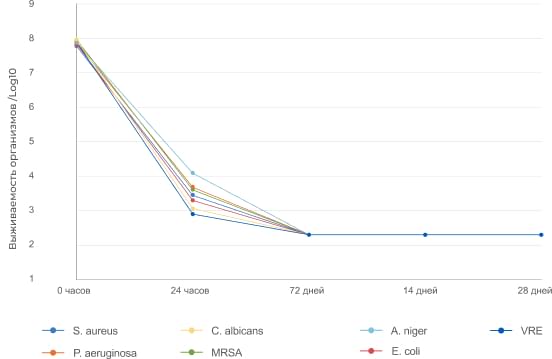 9
8
7
6
5
4
3
2
1
Выживаемость организмов /Log10
0 часов 24 часов 72 дней 14 дней 28 дней
S. aureus C. albicans A. niger VRE
P. aeruginosa MRSA E. coli